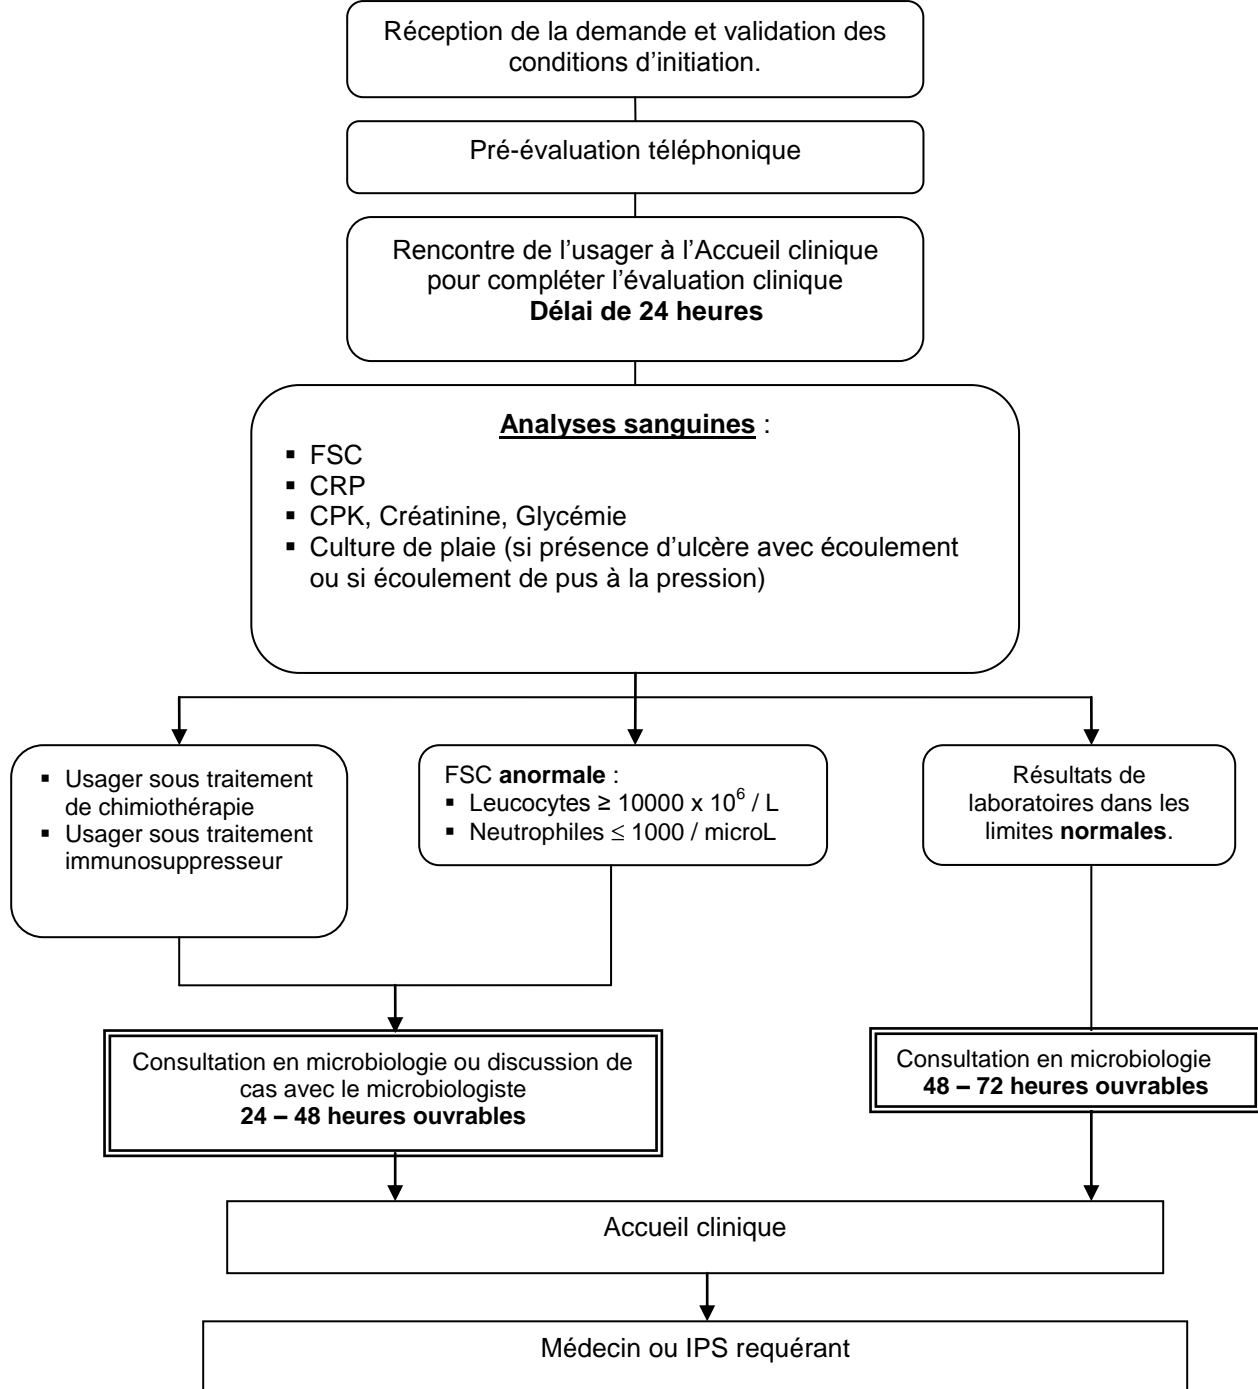 Réception de la demande et validation des
conditions d’initiation.
Pré-évaluation téléphonique
Rencontre de l’usager à l’Accueil clinique
pour compléter l’évaluation clinique
Délai de 24 heures
Analyses sanguines :
▪ FSC
▪ CRP
▪ CPK, Créatinine, Glycémie
▪ Culture de plaie (si présence d’ulcère avec écoulement
ou si écoulement de pus à la pression)
▪ Usager sous traitement
de chimiothérapie
▪ Usager sous traitement
immunosuppresseur
FSC anormale :
▪ Leucocytes ≥ 10000 x 10⁶ / L
▪ Neutrophiles ≤ 1000 / microL
Résultats de
laboratoires dans les
limites normales.
Consultation en microbiologie ou discussion de
cas avec le microbiologiste
24 – 48 heures ouvrables
Consultation en microbiologie
48 – 72 heures ouvrables
Accueil clinique
Médecin ou IPS requérant